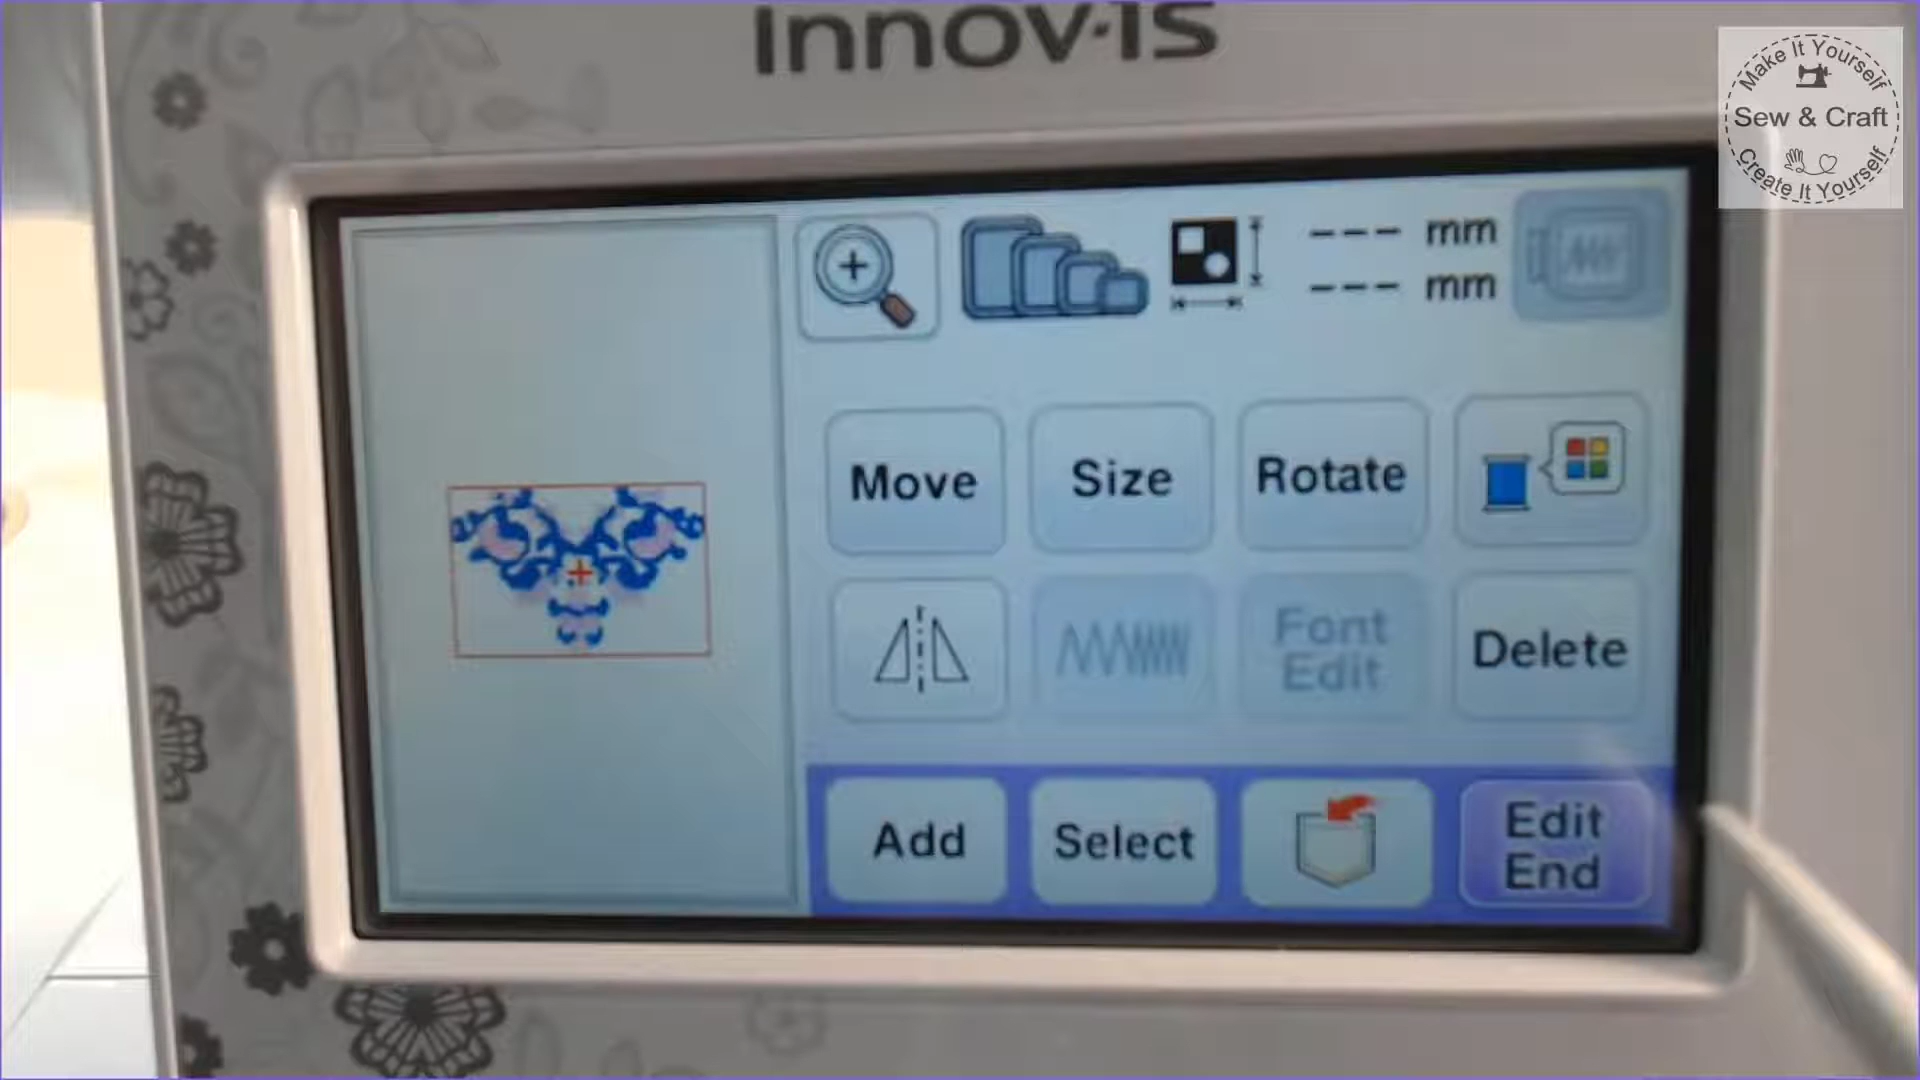 innov-ıs
Make It Yourself
Sew & Craft
Create It Yourself
--- mm
--- mm
Move
Size
Rotate
Font
Edit
Delete
Add
Select
Edit
End